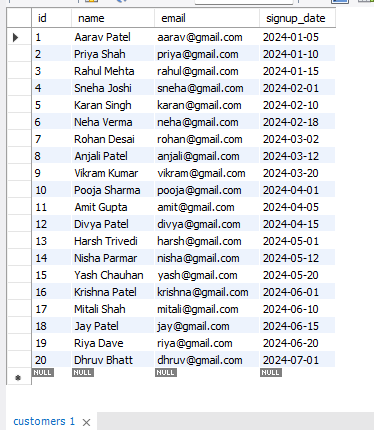 id name email signup_date
1 Aarav Patel aarav@gmail.com 2024-01-05
2 Priya Shah priya@gmail.com 2024-01-10
3 Rahul Mehta rahul@gmail.com 2024-01-15
4 Sneha Joshi sneha@gmail.com 2024-02-01
5 Karan Singh karan@gmail.com 2024-02-10
6 Neha Verma neha@gmail.com 2024-02-18
7 Rohan Desai rohan@gmail.com 2024-03-02
8 Anjali Patel anjali@gmail.com 2024-03-12
9 Vikram Kumar vikram@gmail.com 2024-03-20
10 Pooja Sharma pooja@gmail.com 2024-04-01
11 Amit Gupta amit@gmail.com 2024-04-05
12 Divya Patel divya@gmail.com 2024-04-15
13 Harsh Trivedi harsh@gmail.com 2024-05-01
14 Nisha Parmar nisha@gmail.com 2024-05-12
15 Yash Chauhan yash@gmail.com 2024-05-20
16 Krishna Patel krishna@gmail.com 2024-06-01
17 Mitali Shah mitali@gmail.com 2024-06-10
18 Jay Patel jay@gmail.com 2024-06-15
19 Riya Dave riya@gmail.com 2024-06-20
20 Dhruv Bhatt dhruv@gmail.com 2024-07-01
NULL NULL NULL NULL
customers 1